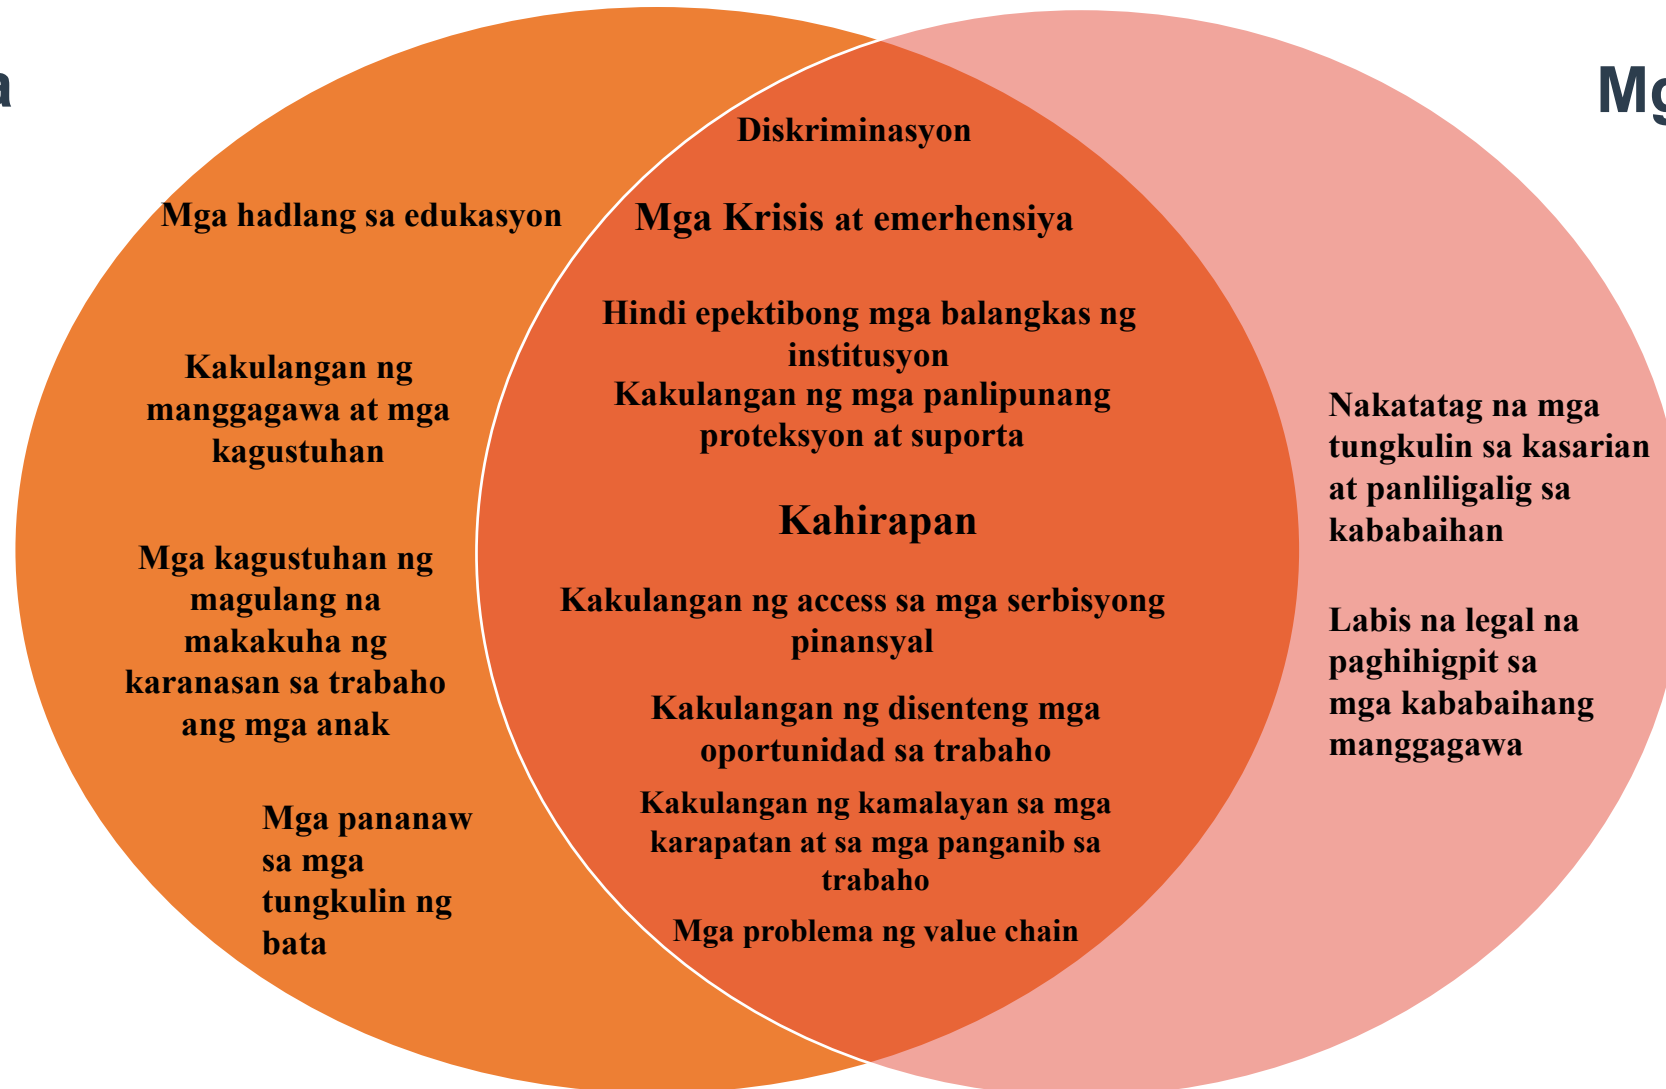 Diskriminasyon
Mga hadlang sa edukasyon
Mga Krisis at emerhensiya
Hindi epektibong mga balangkas ng
institusyon
Kakulangan ng mga panlipunang
proteksyon at suporta
Kakulangan ng
manggagawa at mga
kagustuhan
Kahirapan
Mga kagustuhan ng
magulang na
makakuha ng
karanasan sa trabaho
ang mga anak
Kakulangan ng access sa mga serbisyong
pinansyal
Kakulangan ng disenteng mga
oportunidad sa trabaho
Mga pananaw
sa mga
tungkulin ng
bata
Kakulangan ng kamalayan sa mga
karapatan at sa mga panganib sa
trabaho
Mga problema ng value chain
Nakatatag na mga
tungkulin sa kasarian
at panliligalig sa
kababaihan
Labis na legal na
paghihigpit sa
mga kababaihang
manggagawa